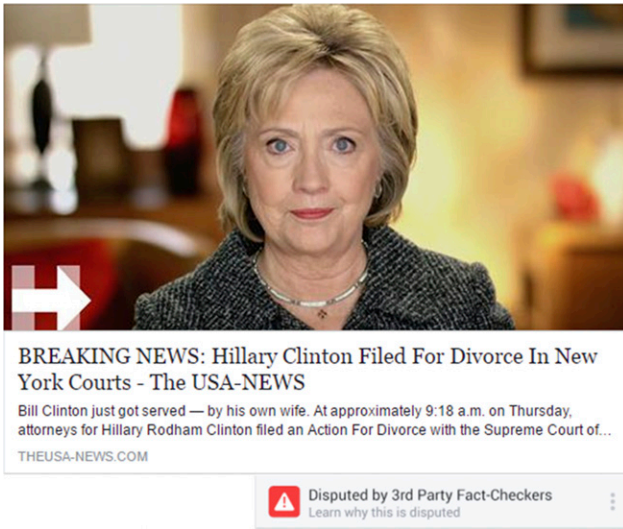 BREAKING NEWS: Hillary Clinton Filed For Divorce In New
York Courts - The USA-NEWS
Bill Clinton just got served — by his own wife. At approximately 9:18 a.m. on Thursday,
attorneys for Hillary Rodham Clinton filed an Action For Divorce with the Supreme Court of...
THEUSA-NEWS.COM
Disputed by 3rd Party Fact-Checkers
Learn why this is disputed